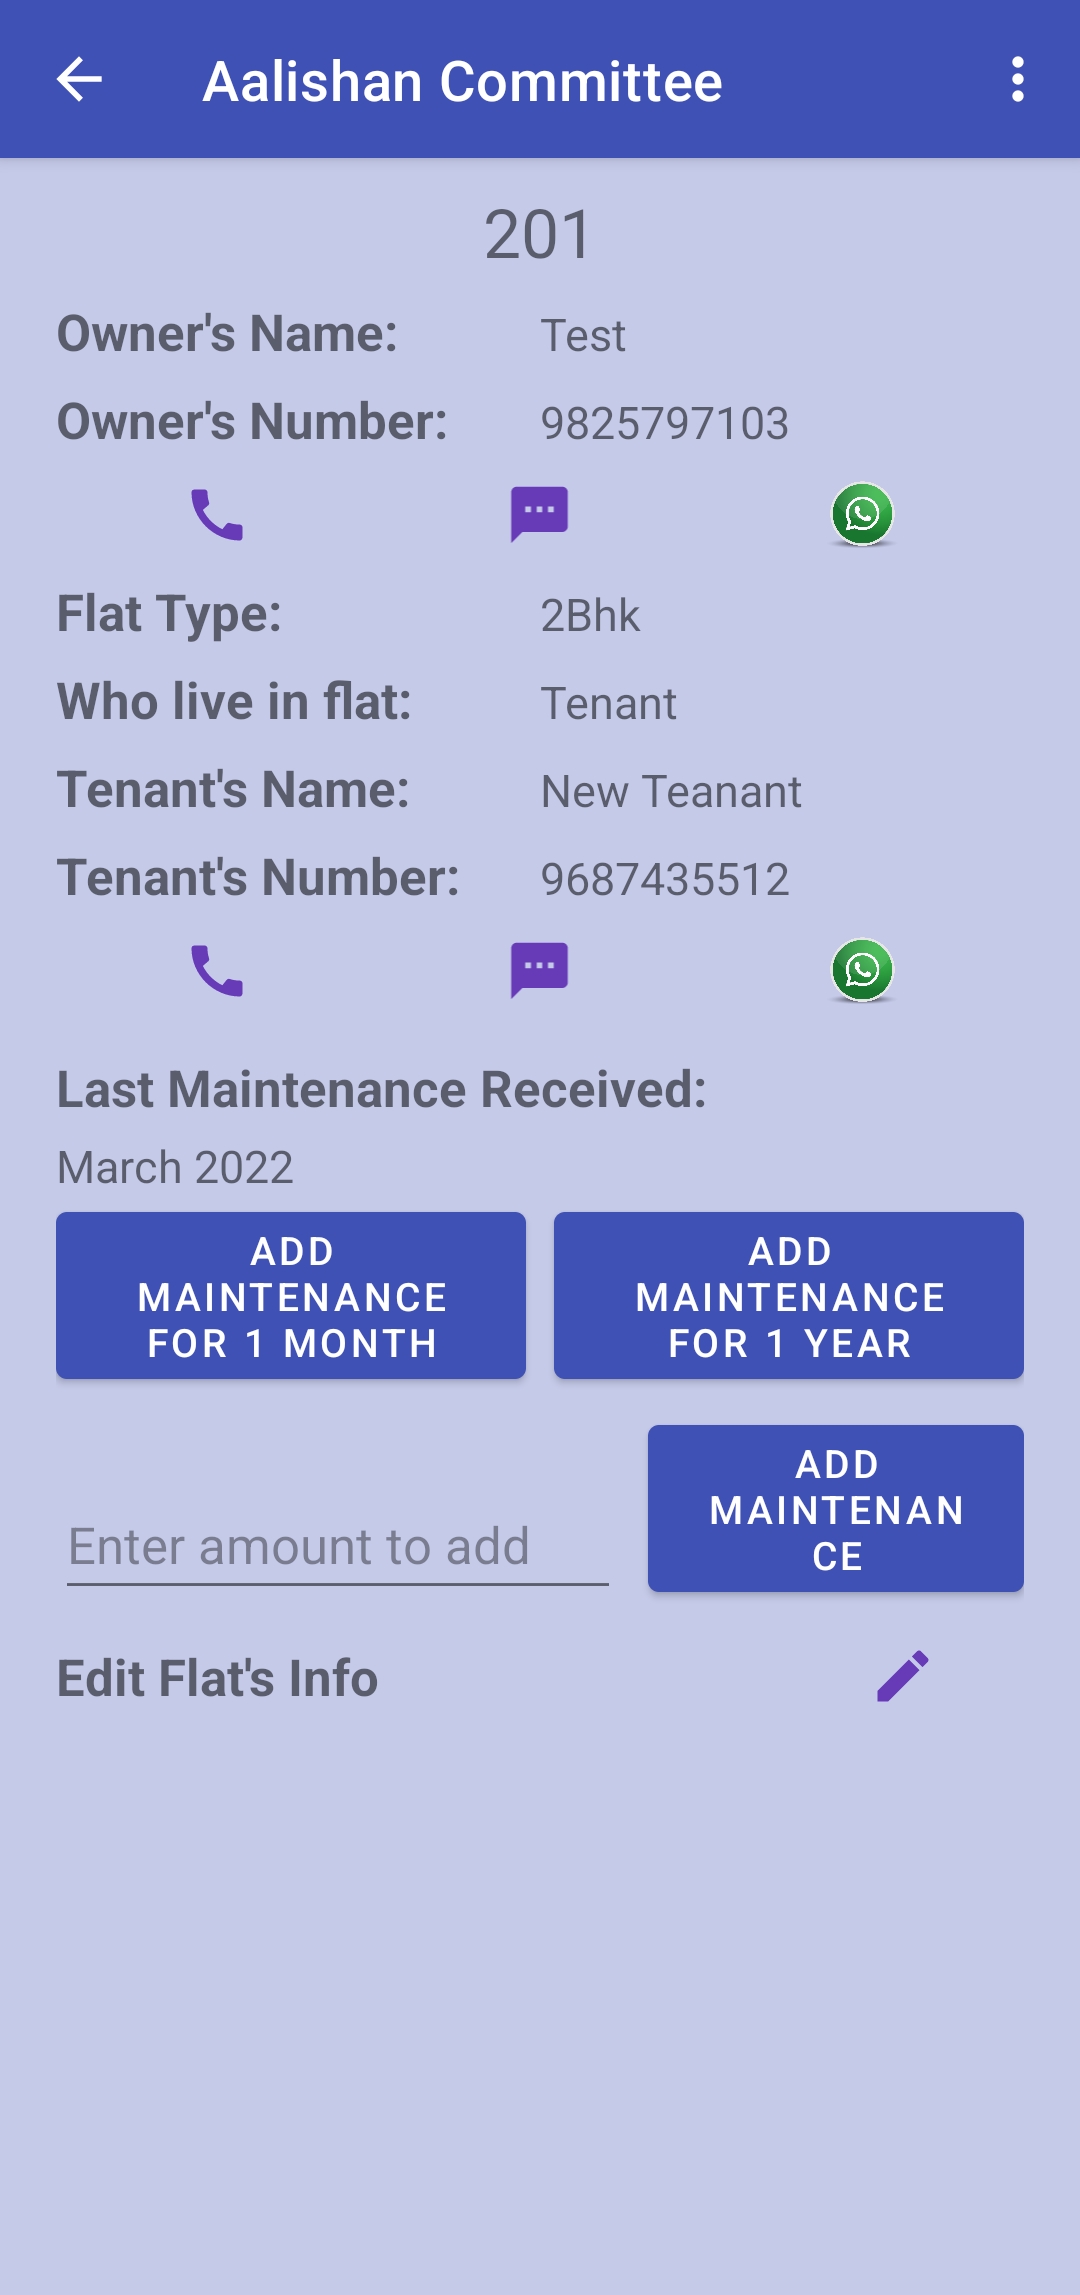 Aalishan Committee
201
Owner's Name: Test
Owner's Number: 9825797103
Flat Type: 2Bhk
Who live in flat: Tenant
Tenant's Name: New Teanant
Tenant's Number: 9687435512
Last Maintenance Received:
March 2022
ADD
MAINTENANCE
FOR 1 MONTH
ADD
MAINTENANCE
FOR 1 YEAR
Enter amount to add
ADD
MAINTENAN
CE
Edit Flat's Info